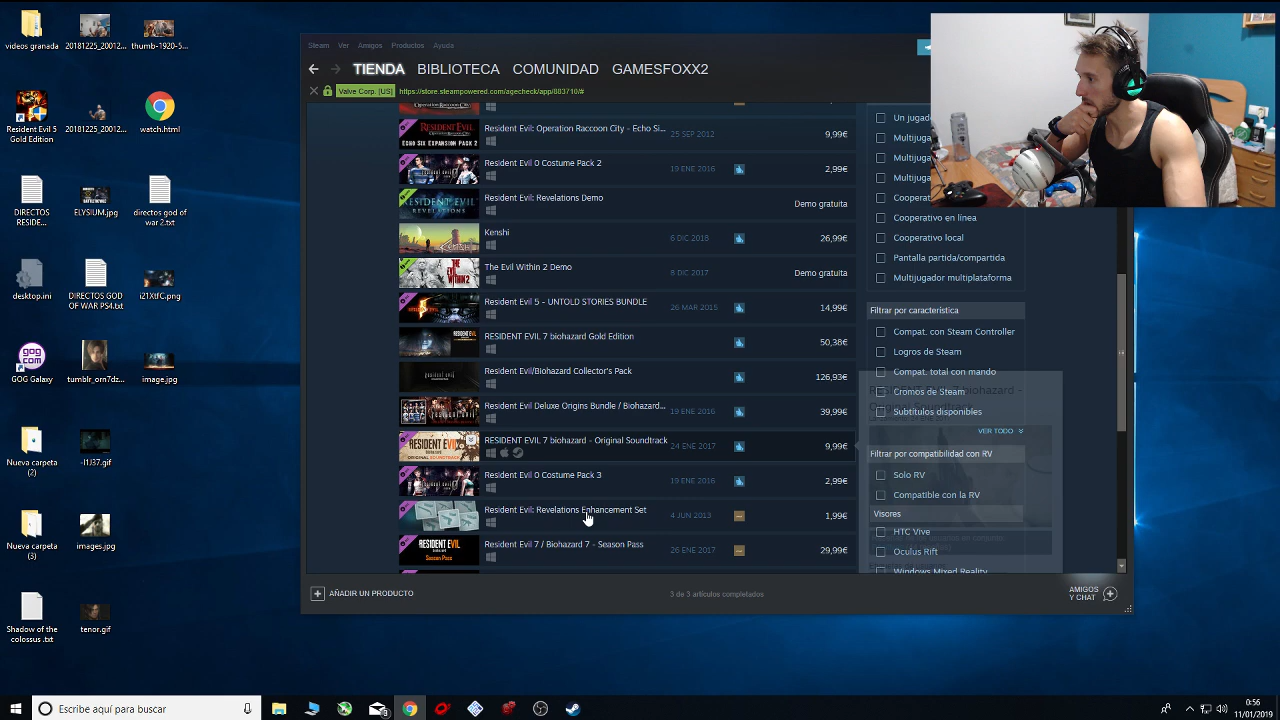 videos granada
20181225_20012...
thumb-1920-5...
Resident Evil 5
Gold Edition
20181225_20012...
watch.html
DIRECTOS
RESIDE...
ELYSIUM.jpg
directos god of
war 2.txt
desktop.ini
DIRECTOS GOD
OF WAR PS4.txt
i21XtfC.png
GOG Galaxy
tumblr_orn7dz...
image.jpg
Nueva carpeta
(2)
-l1J37.gif
Nueva carpeta
(3)
images.jpg
Shadow of the
colossus .txt
tenor.gif
Steam Ver Amigos Productos Ayuda
TIENDA BIBLIOTECA COMUNIDAD GAMESFOXX2
Valve Corp. [US] https://store.steampowered.com/agecheck/app/883710/#
Resident Evil: Operation Raccoon City - Echo Si... 25 SEP 2012 9,99€
Resident Evil 0 Costume Pack 2 19 ENE 2016 2,99€
Resident Evil: Revelations Demo Demo gratuita
Kenshi 6 DIC 2018 26,99€
The Evil Within 2 Demo 8 DIC 2017 Demo gratuita
Resident Evil 5 - UNTOLD STORIES BUNDLE 26 MAR 2015 14,99€
RESIDENT EVIL 7 biohazard Gold Edition 50,38€
Resident Evil/Biohazard Collector's Pack 126,93€
Resident Evil Deluxe Origins Bundle / Biohazard... 19 ENE 2016 39,99€
RESIDENT EVIL 7 biohazard - Original Soundtrack 24 ENE 2017 9,99€
Resident Evil 0 Costume Pack 3 19 ENE 2016 2,99€
Resident Evil: Revelations Enhancement Set 4 JUN 2013 1,99€
Resident Evil 7 / Biohazard 7 - Season Pass 26 ENE 2017 29,99€
Un jugado
Multijuga
Multijuga
Multijuga
Cooperat
Cooperativo en línea
Cooperativo local
Pantalla partida/compartida
Multijugador multiplataforma
Filtrar por característica
Compat. con Steam Controller
Logros de Steam
Compat. total con mando
Cromos de Steam
Subtítulos disponibles
VER TODO
Filtrar por compatibilidad con RV
Solo RV
Compatible con la RV
Visores
HTC Vive
Oculus Rift
Windows Mixed Reality
AÑADIR UN PRODUCTO
3 de 3 artículos completados
AMIGOS
Y CHAT
Escribe aquí para buscar
0:56
11/01/2019